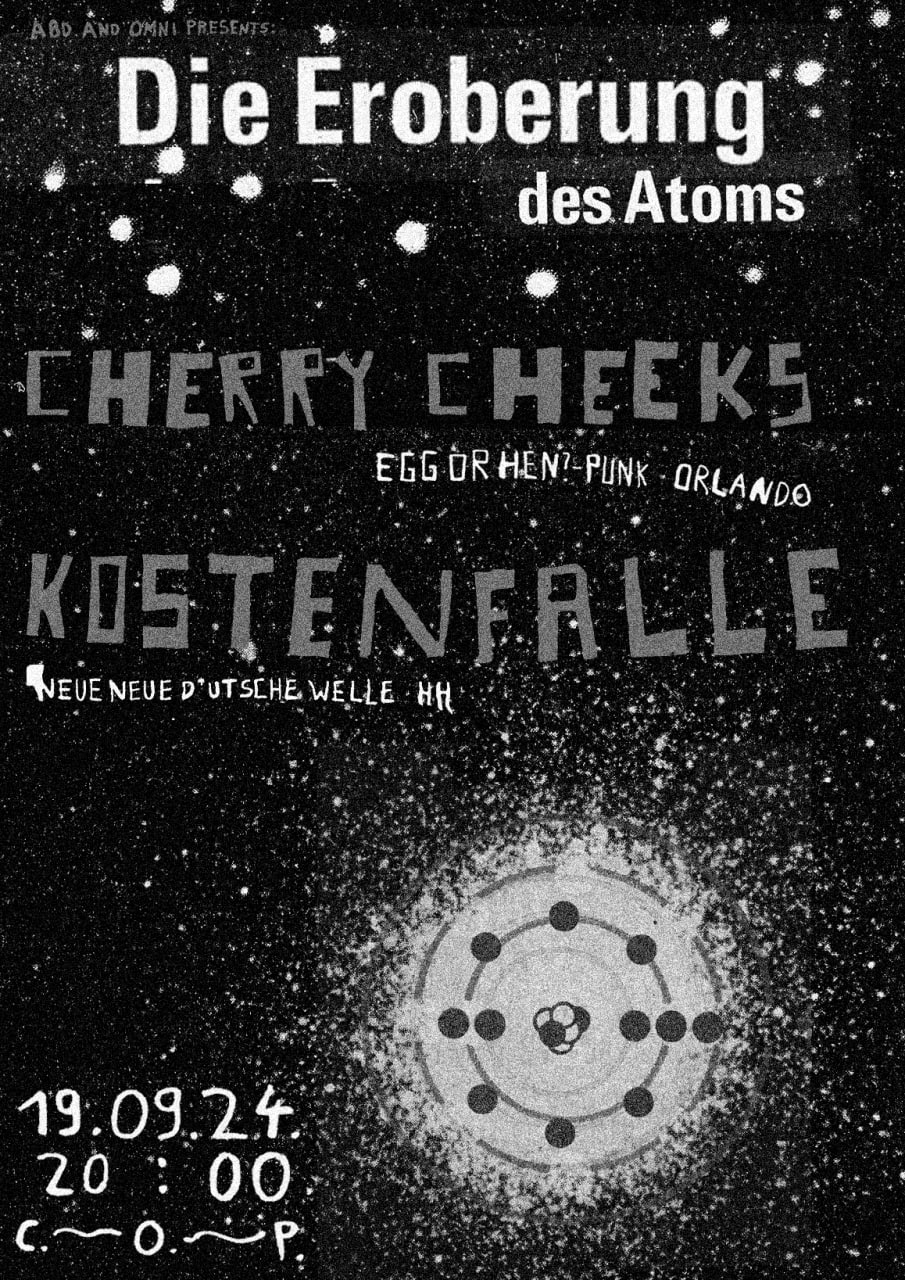 ABD AND OMNI PRESENTS:
Die Eroberung
des Atoms
CHERRY CHEEKS
EGG OR HEN?-PUNK · ORLANDO
KOSTENFALLE
NEUE NEUE D'UTSCHE WELLE · HH
19.09.24.
20:00
C.~O.~P.